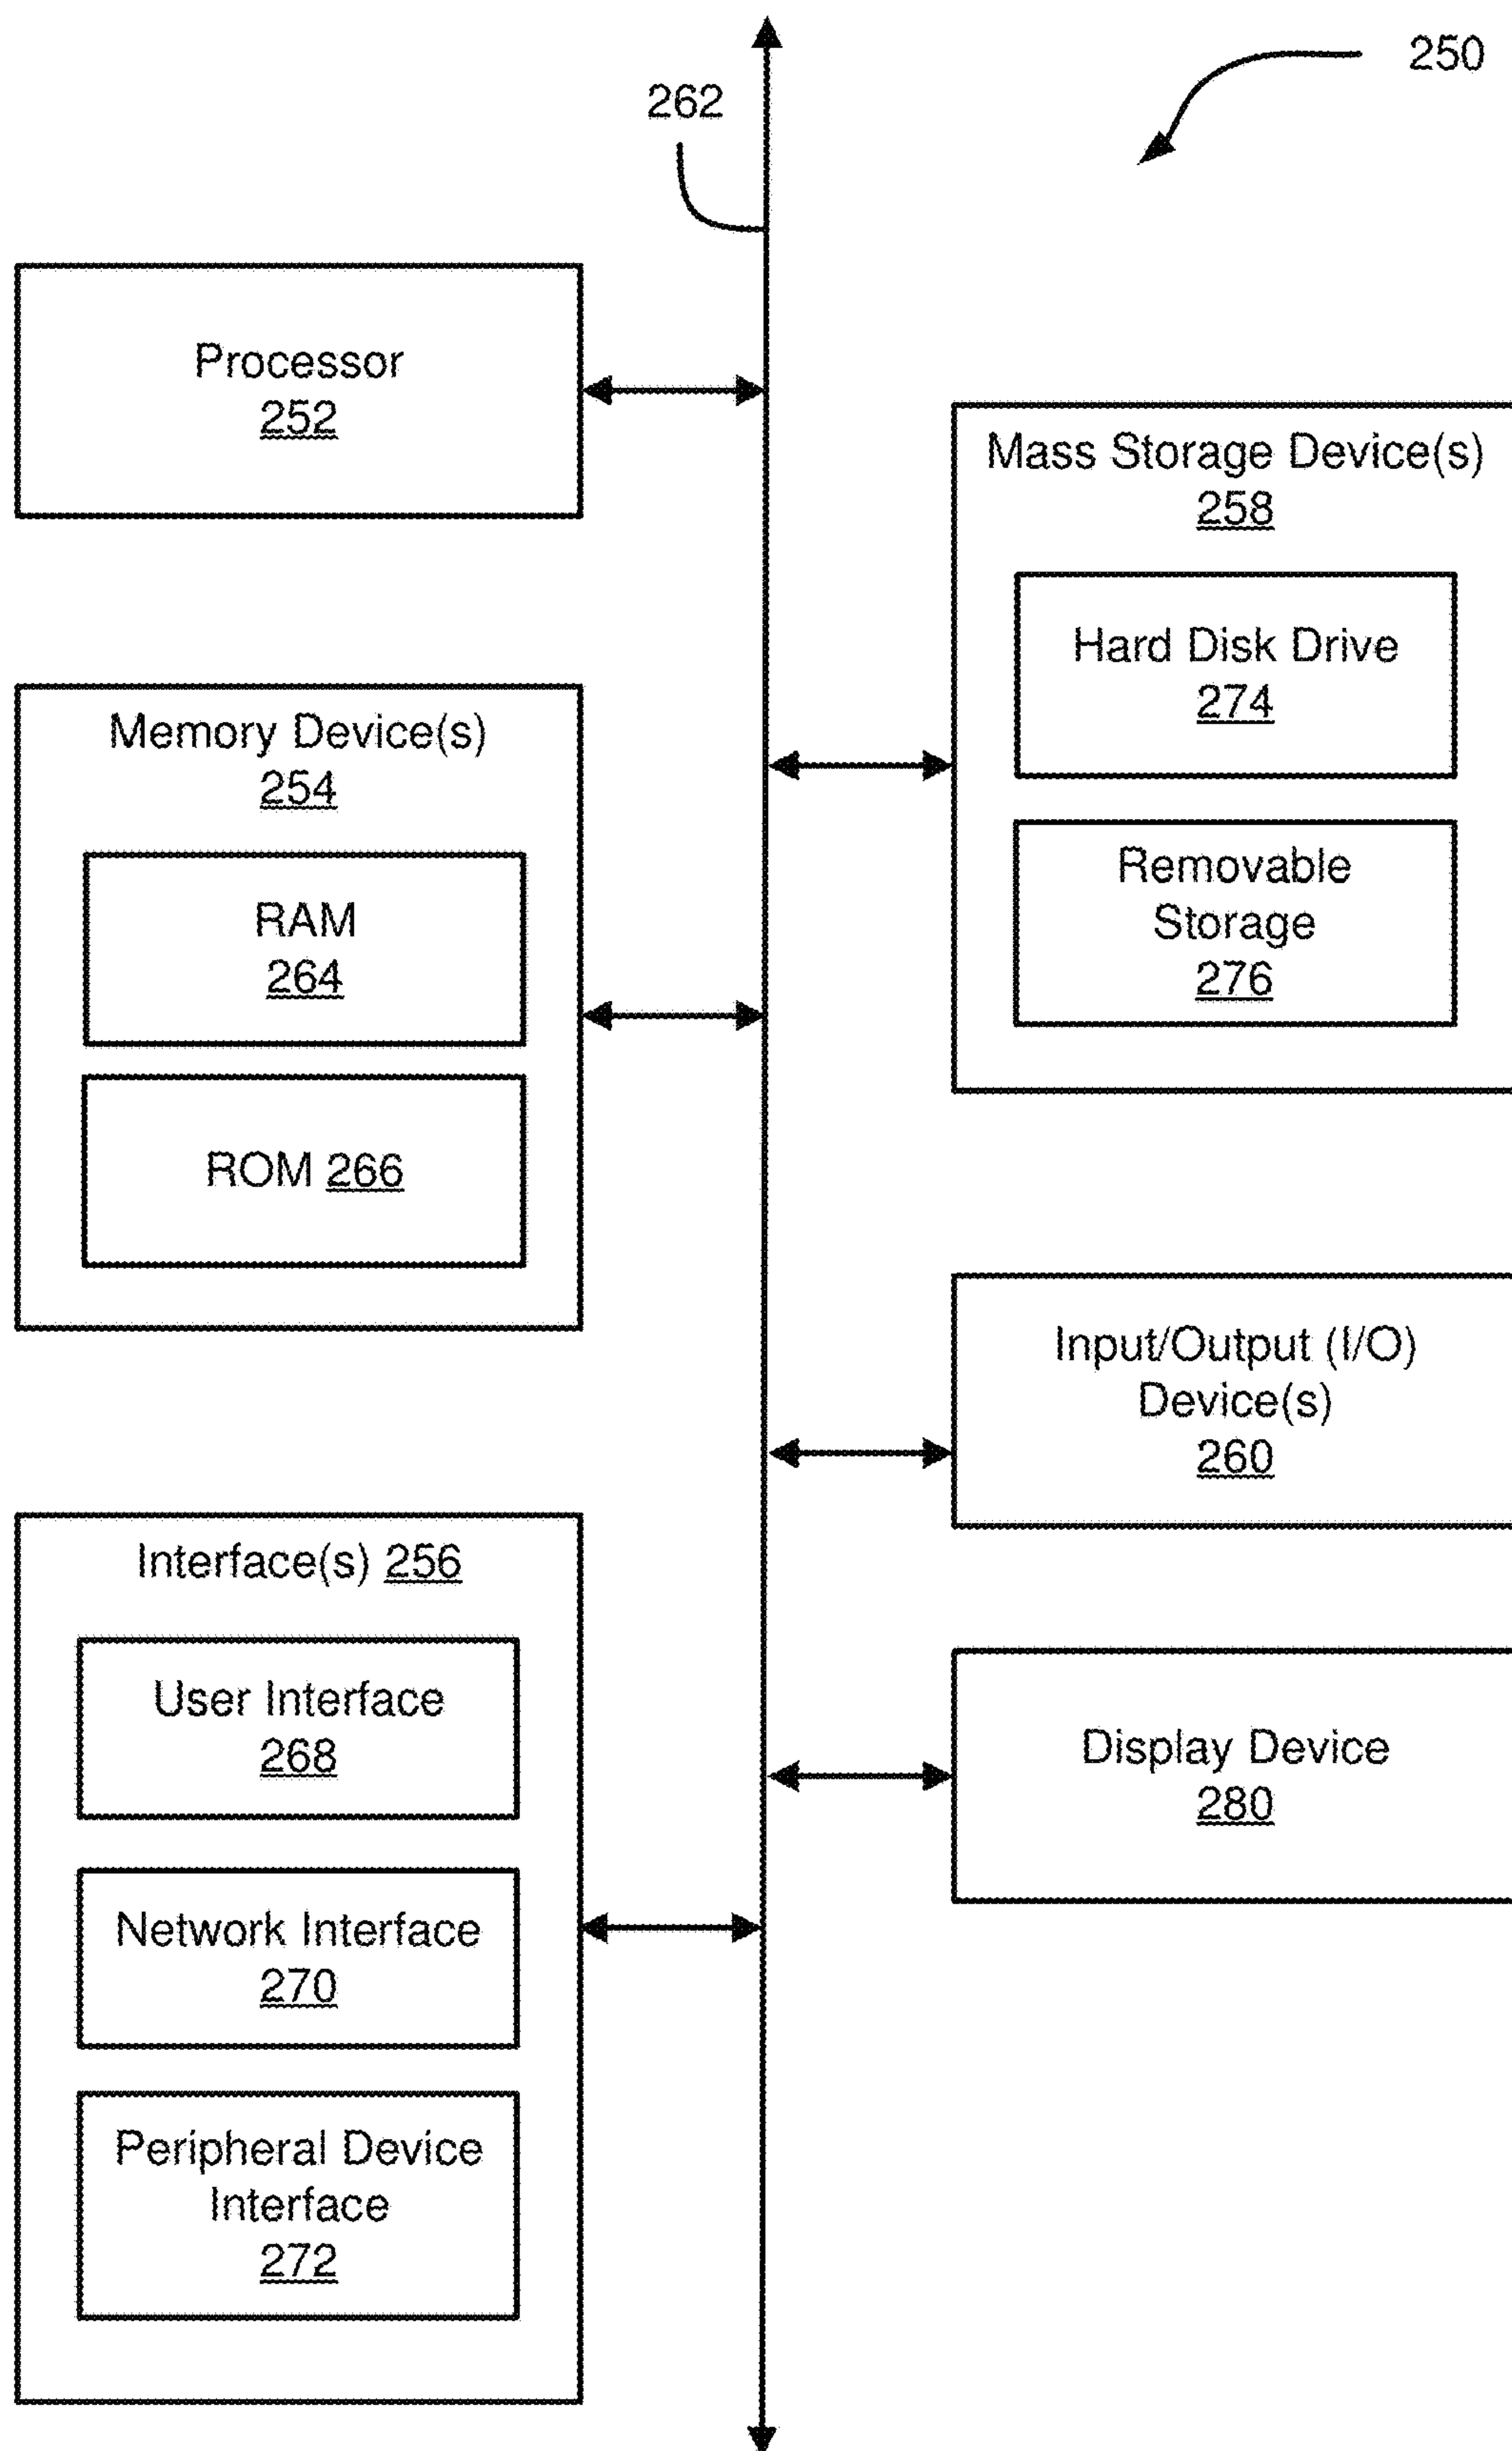 250
262
Processor
252
Mass Storage Device(s)
258
Hard Disk Drive
274
Removable
Storage
276
Memory Device(s)
254
RAM
264
ROM 266
Input/Output (I/O)
Device(s)
260
Interface(s) 256
User Interface
268
Network Interface
270
Peripheral Device
Interface
272
Display Device
280